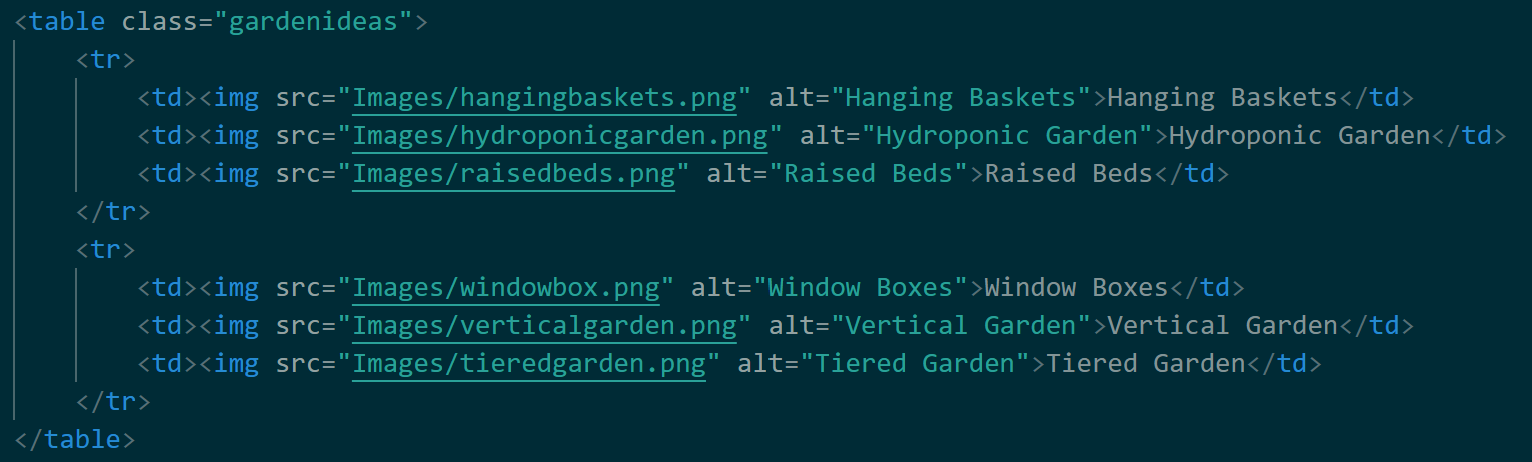 <table class="gardenideas">
<tr>
<td><img src="Images/hangingbaskets.png" alt="Hanging Baskets">Hanging Baskets</td>
<td><img src="Images/hydroponicgarden.png" alt="Hydroponic Garden">Hydroponic Garden</td>
<td><img src="Images/raisedbeds.png" alt="Raised Beds">Raised Beds</td>
</tr>
<tr>
<td><img src="Images/windowbox.png" alt="Window Boxes">Window Boxes</td>
<td><img src="Images/verticalgarden.png" alt="Vertical Garden">Vertical Garden</td>
<td><img src="Images/tieredgarden.png" alt="Tiered Garden">Tiered Garden</td>
</tr>
</table>